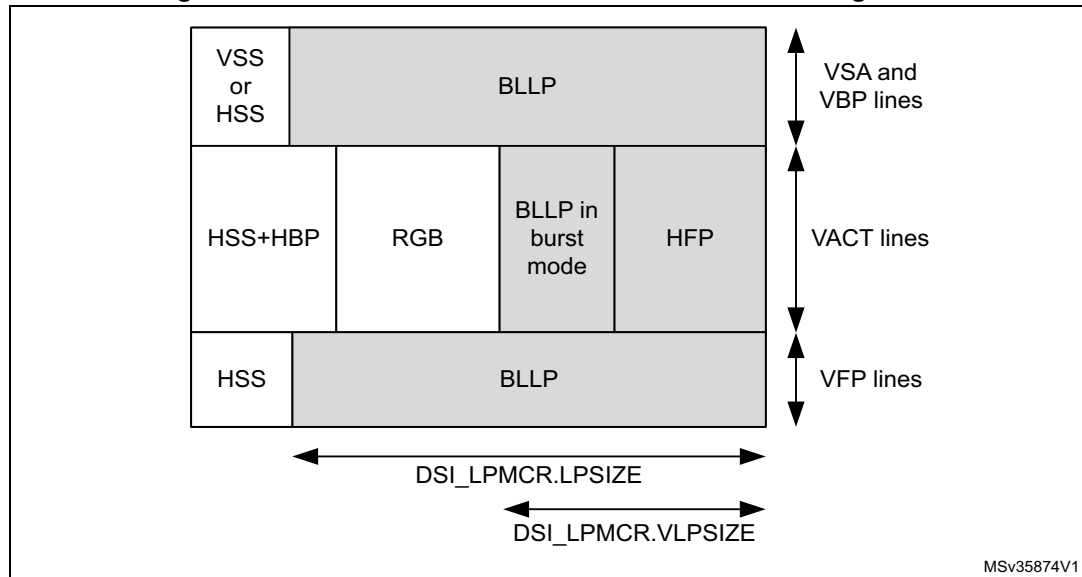 VSS
or
HSS
BLLP
VSA and
VBP lines
HSS+HBP
RGB
BLLP in
burst
mode
HFP
VACT lines
HSS
BLLP
VFP lines
DSI_LPMCR.LPSIZE
DSI_LPMCR.VLPSIZE
MSv35874V1